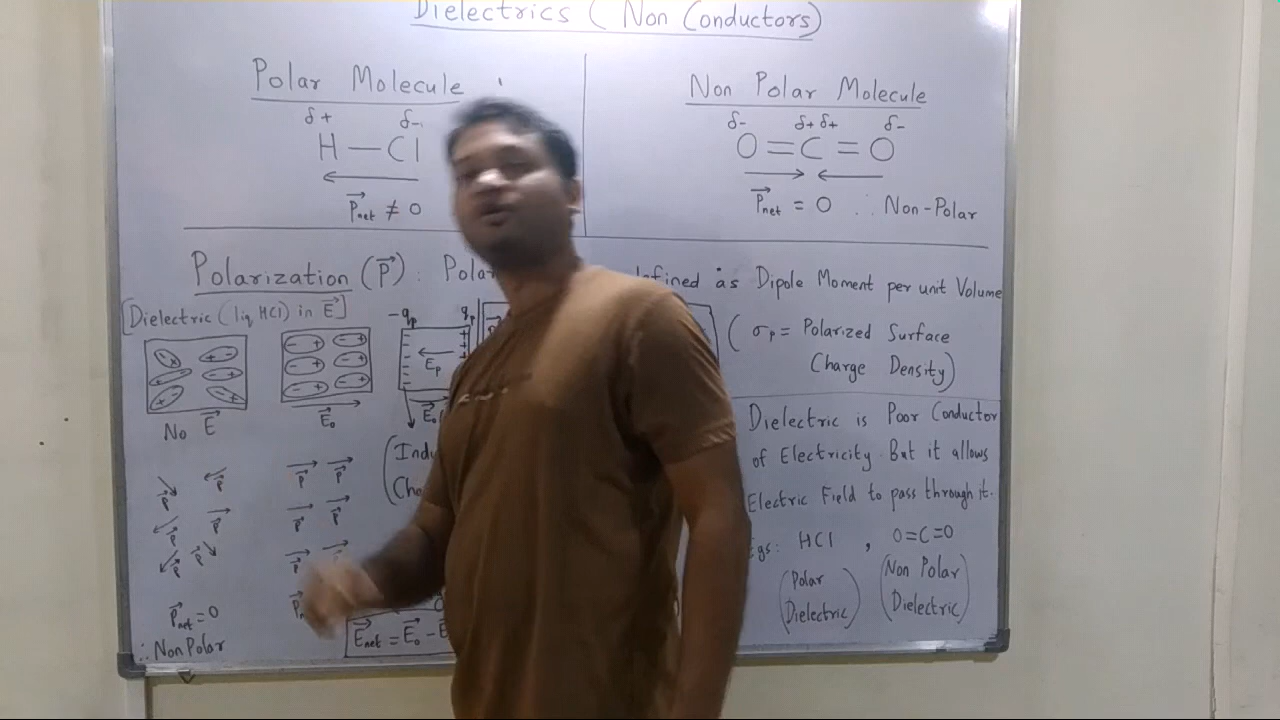 Dielectrics ( Non Conductors)
Polar Molecule
δ+ δ-
H — Cl
P⃗net ≠ 0
Non Polar Molecule
δ- δ+ δ+ δ-
O = C = O
P⃗net = 0 ∴ Non-Polar
Polarization (P⃗) : as Dipole Moment per unit Volume
[Dielectric (liq HCl) in E⃗]
-qp qp
Ep
No E⃗
E⃗o
( σp = Polarized Surface
Charge Density)
P⃗ P⃗ P⃗ P⃗
P⃗ P⃗ P⃗ P⃗
P⃗ P⃗ P⃗
P⃗net = 0
∴ Non Polar
E⃗net = E⃗o -
Dielectric is Poor Conductor
of Electricity. But it allows
Electric Field to pass through it.
Egs: HCl , O=C=O
(Polar
Dielectric)
(Non Polar
Dielectric)